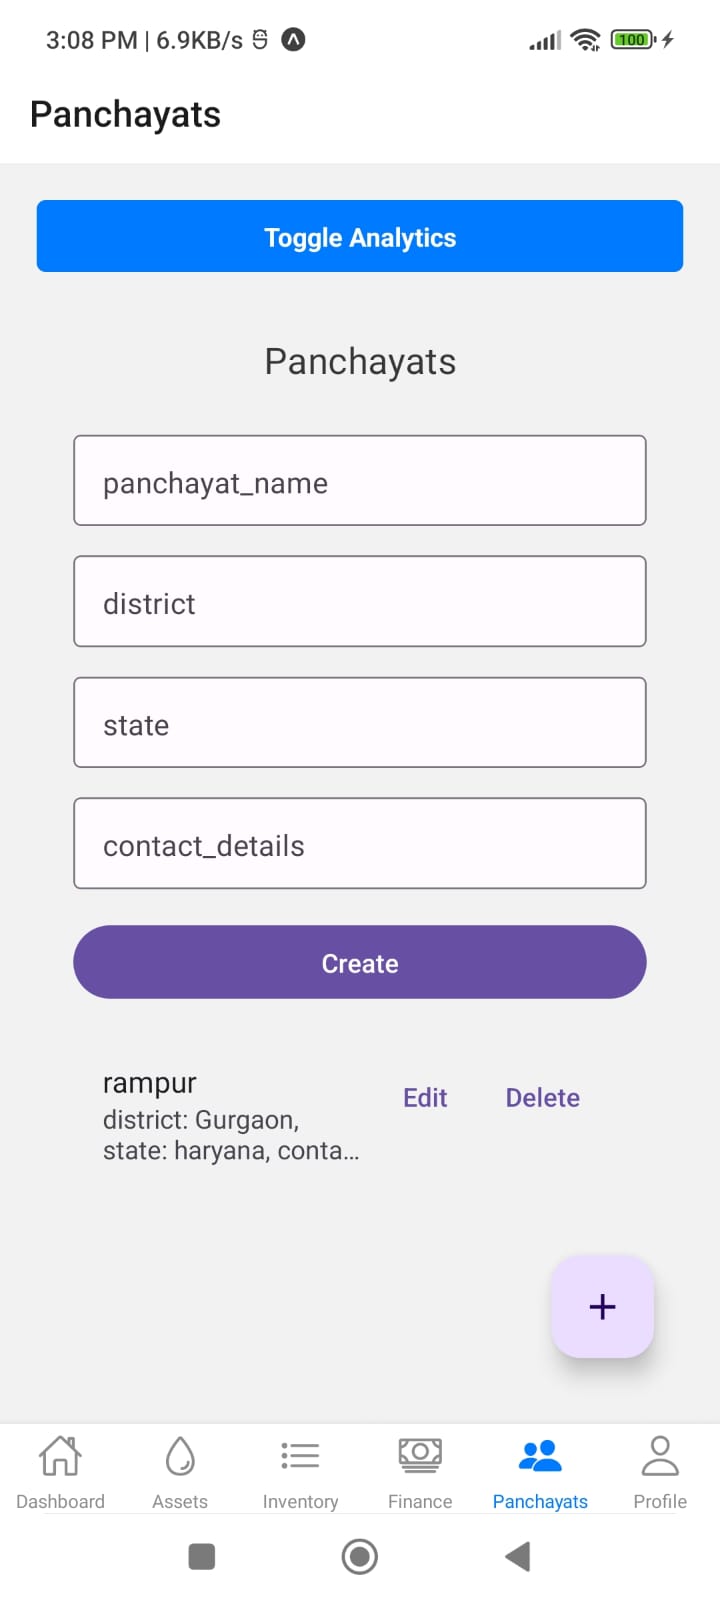 3:08 PM | 6.9KB/s
100
Panchayats
Toggle Analytics
Panchayats
panchayat_name
district
state
contact_details
Create
rampur
district: Gurgaon,
state: haryana, conta...
Edit
Delete
+
Dashboard
Assets
Inventory
Finance
Panchayats
Profile